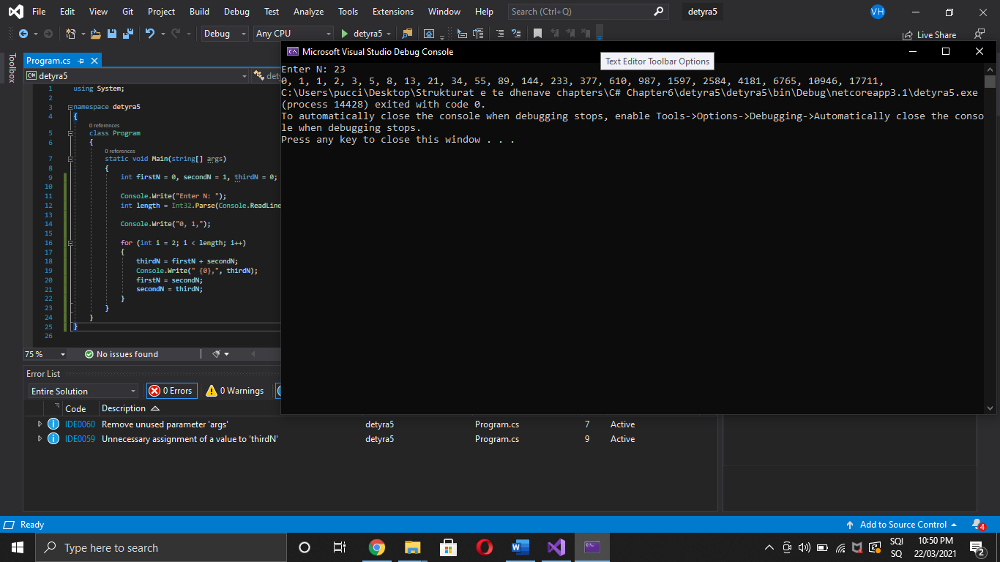 File Edit View Git Project Build Debug Test Analyze Tools Extensions Window Help Search (Ctrl+Q) detyra5 VH
Debug Any CPU detyra5 Live Share
Toolbox
Program.cs
Text Editor Toolbar Options
C# detyra5
1 using System;
2
3 namespace detyra5
4 {
0 references
5 class Program
6 {
0 references
7 static void Main(string[] args)
8 {
9 int firstN = 0, secondN = 1, thirdN = 0;
10
11 Console.Write("Enter N: ");
12 int length = Int32.Parse(Console.ReadLine
13
14 Console.Write("0, 1,");
15
16 for (int i = 2; i < length; i++)
17 {
18 thirdN = firstN + secondN;
19 Console.Write(" {0},", thirdN);
20 firstN = secondN;
21 secondN = thirdN;
22 }
23 }
24 }
25 }
26
75 % No issues found
Microsoft Visual Studio Debug Console
Enter N: 23
0, 1, 1, 2, 3, 5, 8, 13, 21, 34, 55, 89, 144, 233, 377, 610, 987, 1597, 2584, 4181, 6765, 10946, 17711,
C:\Users\pucci\Desktop\Strukturat e te dhenave chapters\C# Chapter6\detyra5\detyra5\bin\Debug\netcoreapp3.1\detyra5.exe
(process 14428) exited with code 0.
To automatically close the console when debugging stops, enable Tools->Options->Debugging->Automatically close the conso
le when debugging stops.
Press any key to close this window . . .
Error List
Entire Solution 0 Errors 0 Warnings
Code Description
IDE0060 Remove unused parameter 'args' detyra5 Program.cs 7 Active
IDE0059 Unnecessary assignment of a value to 'thirdN' detyra5 Program.cs 9 Active
Ready Add to Source Control 4
Type here to search
SQI 10:50 PM
SQ 22/03/2021 2